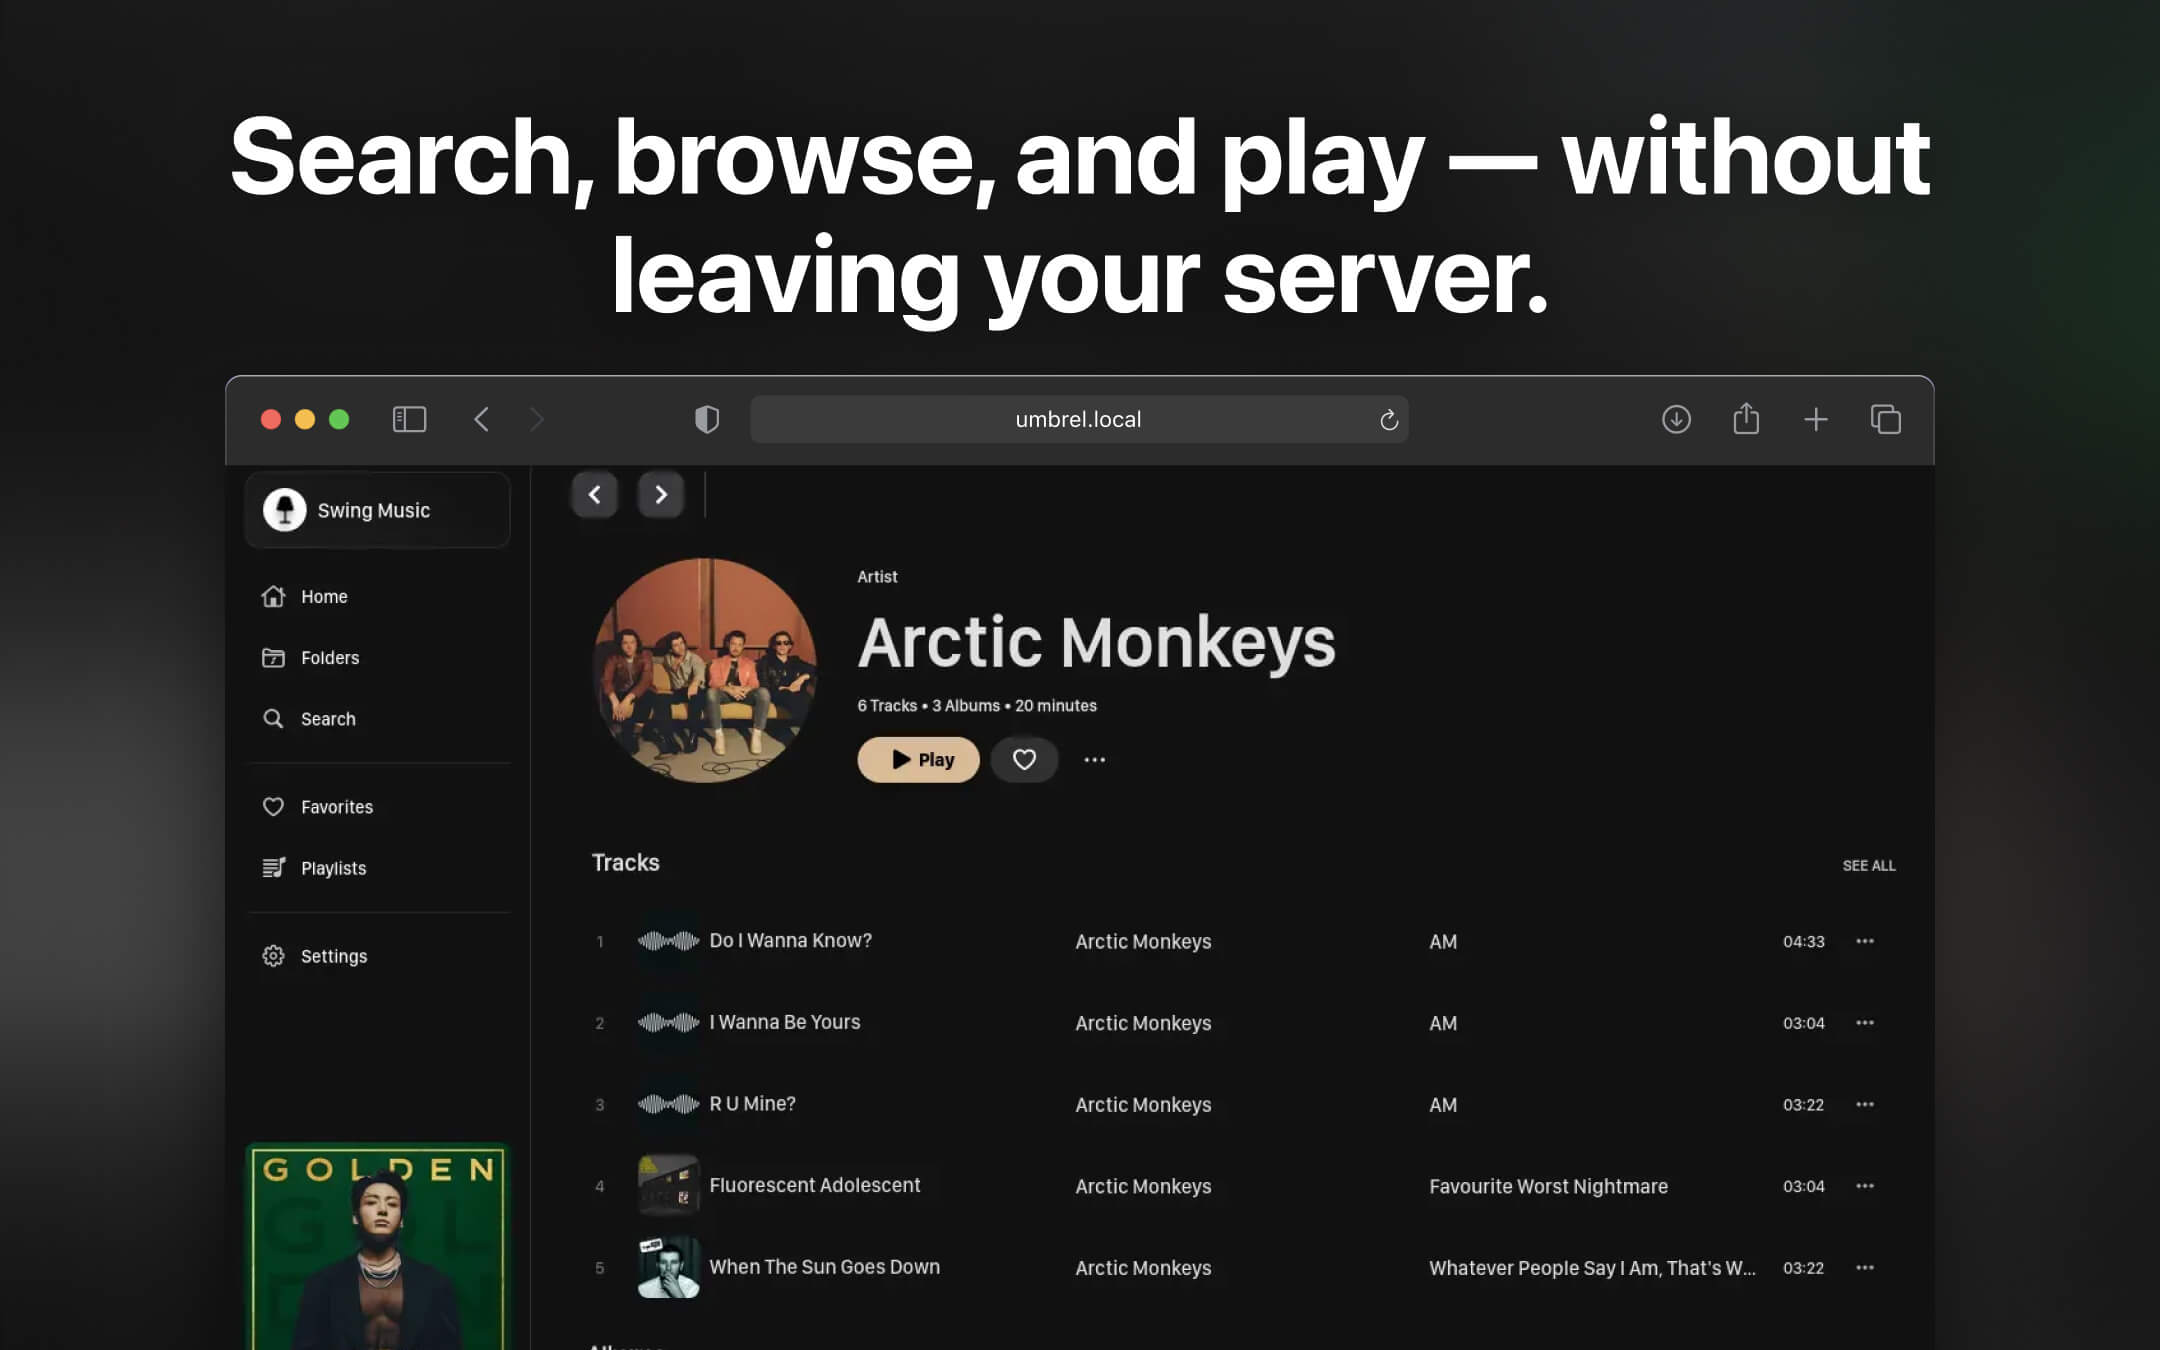 Search, browse, and play — without
leaving your server.
umbrel.local
Swing Music
Home
Folders
Search
Favorites
Playlists
Settings
GOLDEN
Artist
Arctic Monkeys
6 Tracks • 3 Albums • 20 minutes
Play
Tracks
SEE ALL
1 Do I Wanna Know? Arctic Monkeys AM 04:33
2 I Wanna Be Yours Arctic Monkeys AM 03:04
3 R U Mine? Arctic Monkeys AM 03:22
4 Fluorescent Adolescent Arctic Monkeys Favourite Worst Nightmare 03:04
5 When The Sun Goes Down Arctic Monkeys Whatever People Say I Am, That's W... 03:22